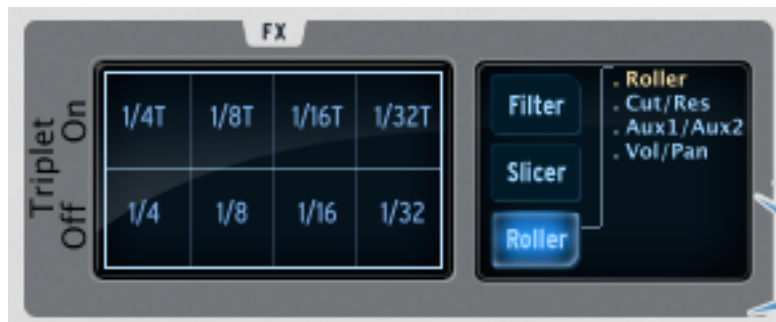 FX
Triplet
Off On
1/4T 1/8T 1/16T 1/32T
1/4 1/8 1/16 1/32
Filter
Slicer
Roller
. Roller
. Cut/Res
. Aux1/Aux2
. Vol/Pan